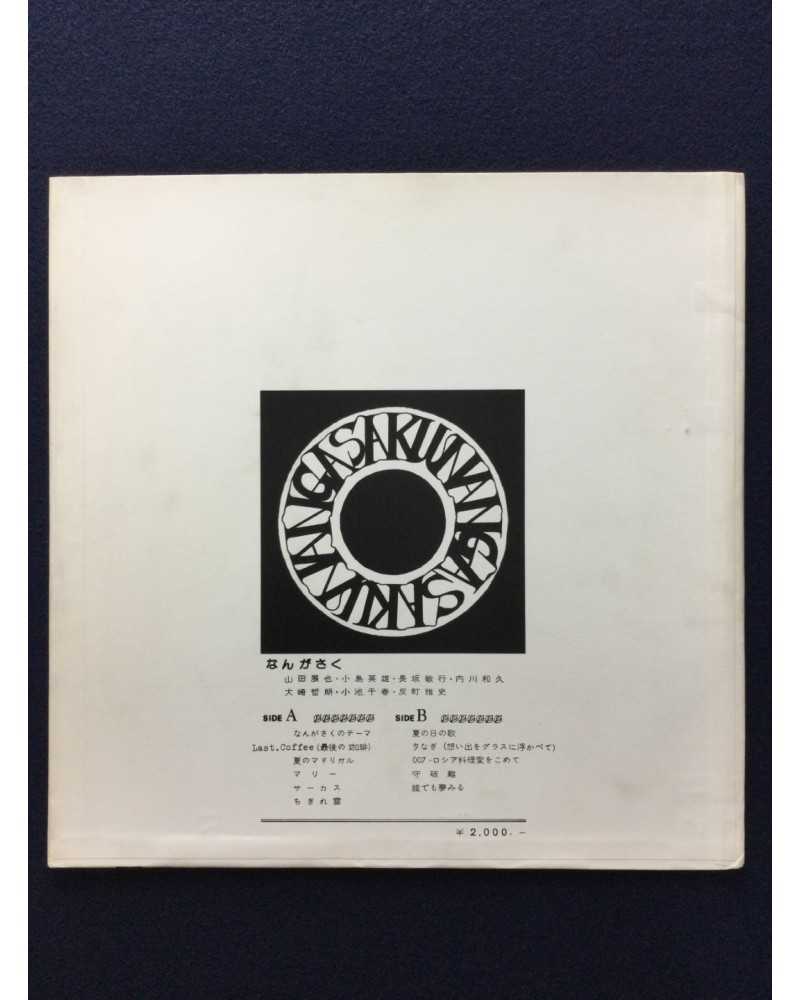 NANGASAKU NANGASAKU
なんがさく
山田展也・小島英雄・長坂敏行・内川和久
大崎哲朗・小池千春・反町指史
SIDE A
なんがさくのテーマ
Last.Coffee(最後の珈琲)
夏のマドリガル
マリー
サーカス
ちぎれ雲
SIDE B
夏の日の歌
うなぎ(想い出をグラスに浮かべて)
007-ロシア料理愛をこめて
守破離
誰でも夢みる
¥2,000.-